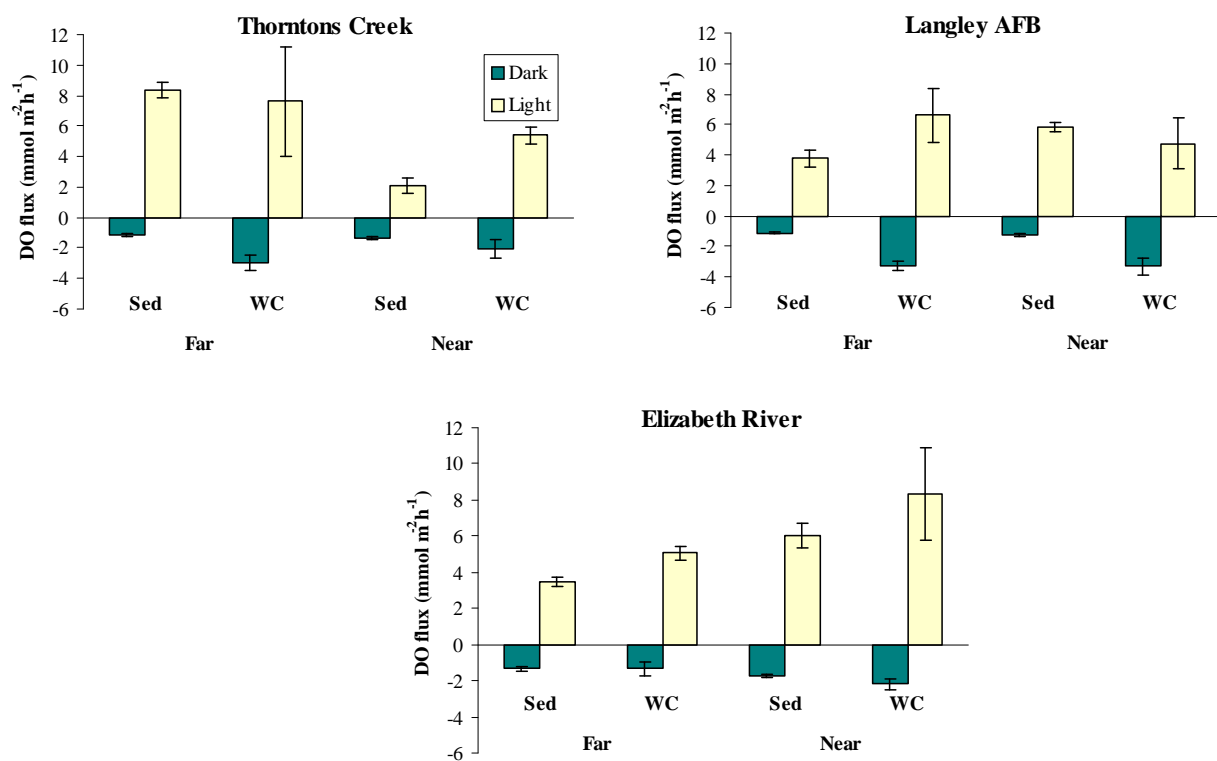 Thorntons Creek
DO flux (mmol m⁻²h⁻¹)
12
10
8
6
4
2
0
-2
-4
-6
Dark
Light
Sed
WC
Sed
WC
Far
Near
Langley AFB
DO flux (mmol m⁻²h⁻¹)
12
10
8
6
4
2
0
-2
-4
-6
Sed
WC
Sed
WC
Far
Near
Elizabeth River
DO flux (mmol m⁻²h⁻¹)
12
10
8
6
4
2
0
-2
-4
-6
Sed
WC
Sed
WC
Far
Near